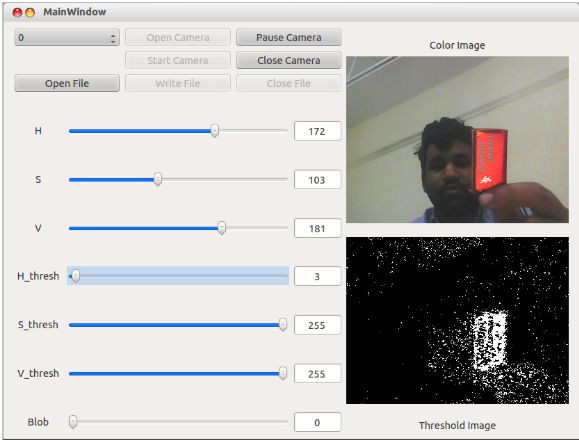 MainWindow
0 Open Camera Pause Camera
Start Camera Close Camera
Open File Write File Close File
Color Image
H 172
S 103
V 181
H_thresh 3
S_thresh 255
V_thresh 255
Blob 0
Threshold Image